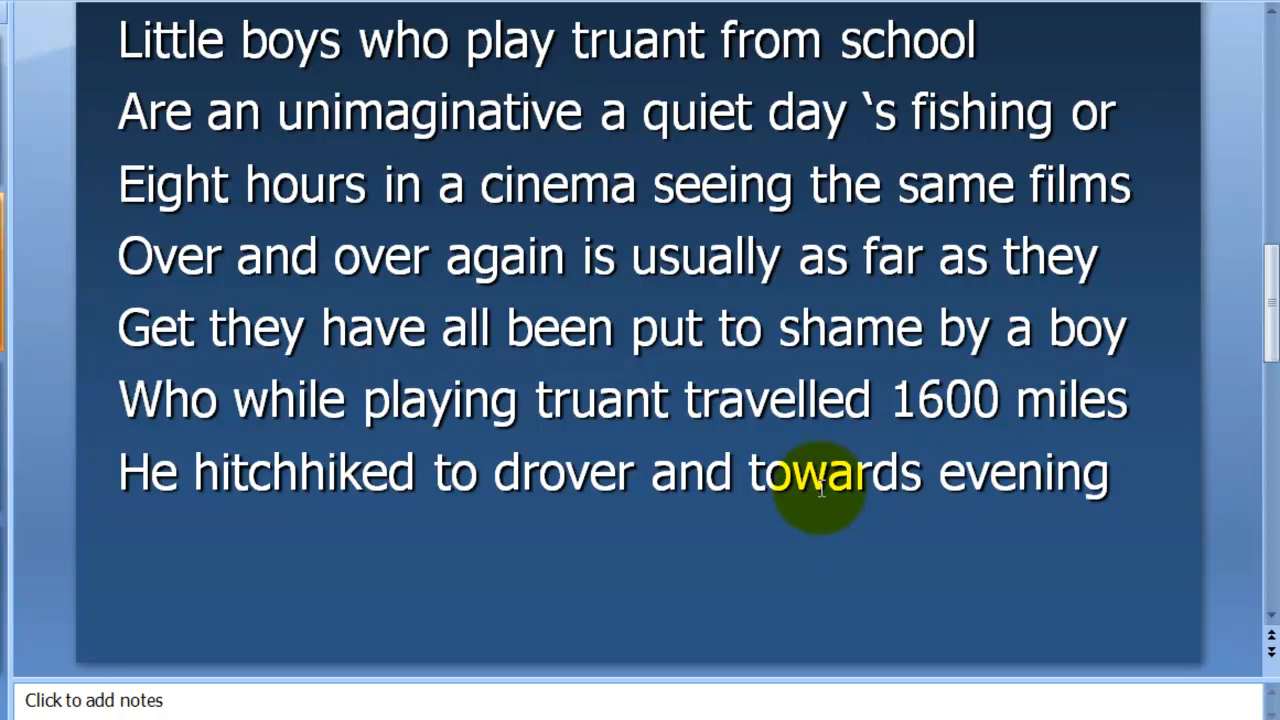 Little boys who play truant from school
Are an unimaginative a quiet day ‘s fishing or
Eight hours in a cinema seeing the same films
Over and over again is usually as far as they
Get they have all been put to shame by a boy
Who while playing truant travelled 1600 miles
He hitchhiked to drover and towards evening
Click to add notes